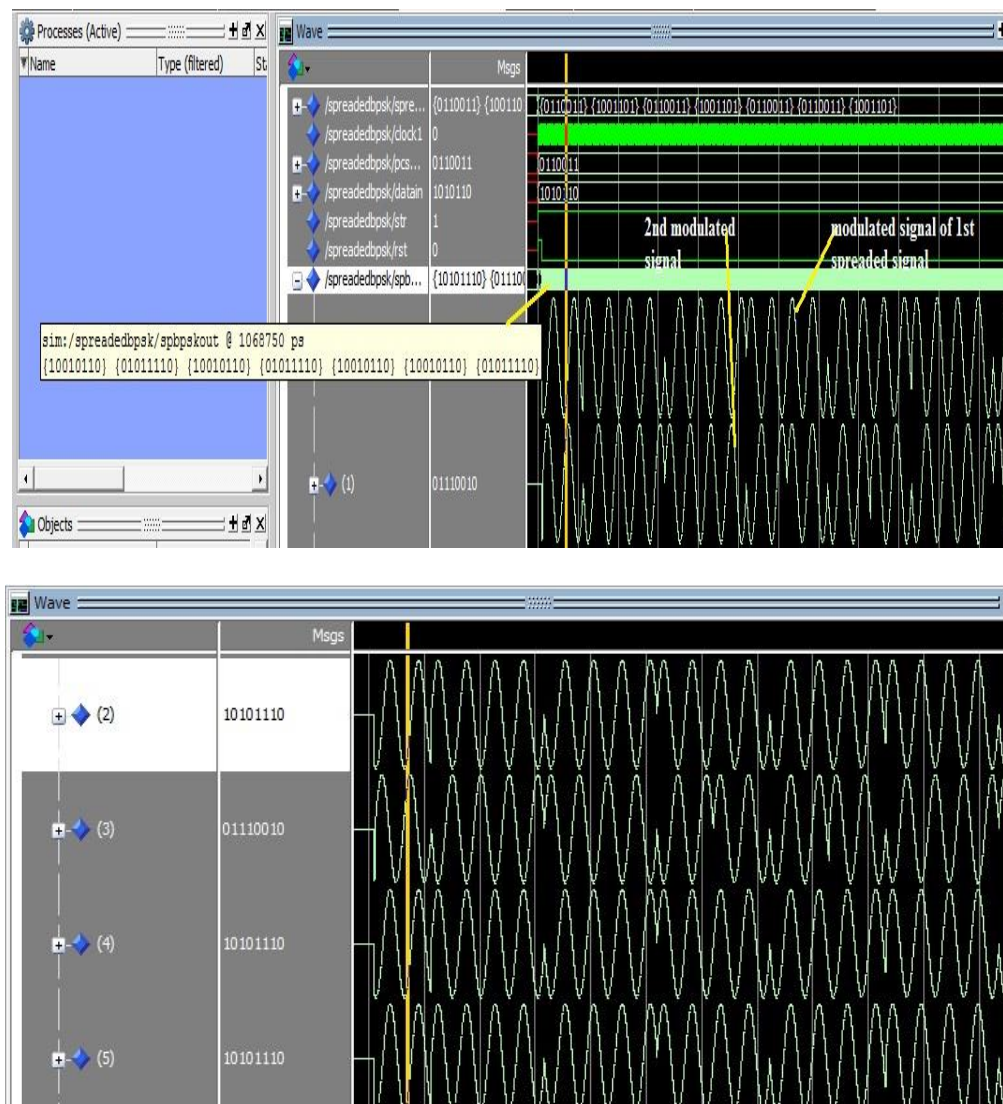 Processes (Active)
Name Type (filtered) St
Wave
Msgs
/spreadedbpsk/spre... {0110011} {100110 {0110011} {1001101} {0110011} {1001101} {0110011} {0110011} {1001101}
/spreadedbpsk/clock1 0
/spreadedbpsk/pcs... 0110011 0110011
/spreadedbpsk/datain 1010110 1010110
/spreadedbpsk/str 1
/spreadedbpsk/rst 0
/spreadedbpsk/spb... {10101110} {01110
2nd modulated signal
modulated signal of 1st spreaded signal
sim:/spreadedbpsk/spbpskout @ 1068750 ps
{10010110} {01011110} {10010110} {01011110} {10010110} {10010110} {01011110}
(1) 01110010
Objects
Wave
Msgs
(2) 10101110
(3) 01110010
(4) 10101110
(5) 10101110